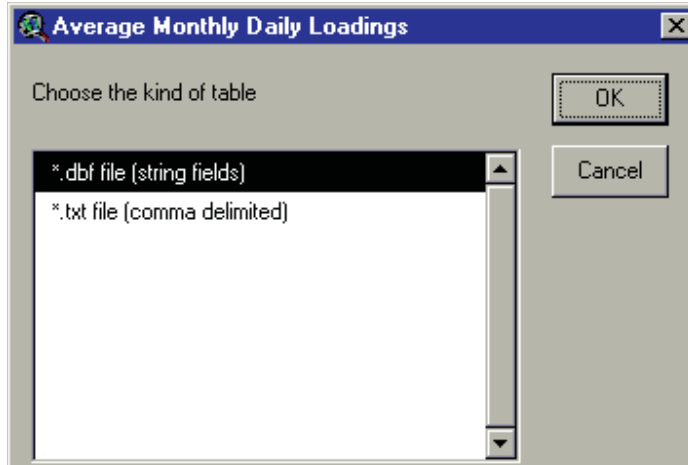 Average Monthly Daily Loadings
Choose the kind of table
OK
*.dbf file (string fields)
Cancel
*.txt file (comma delimited)